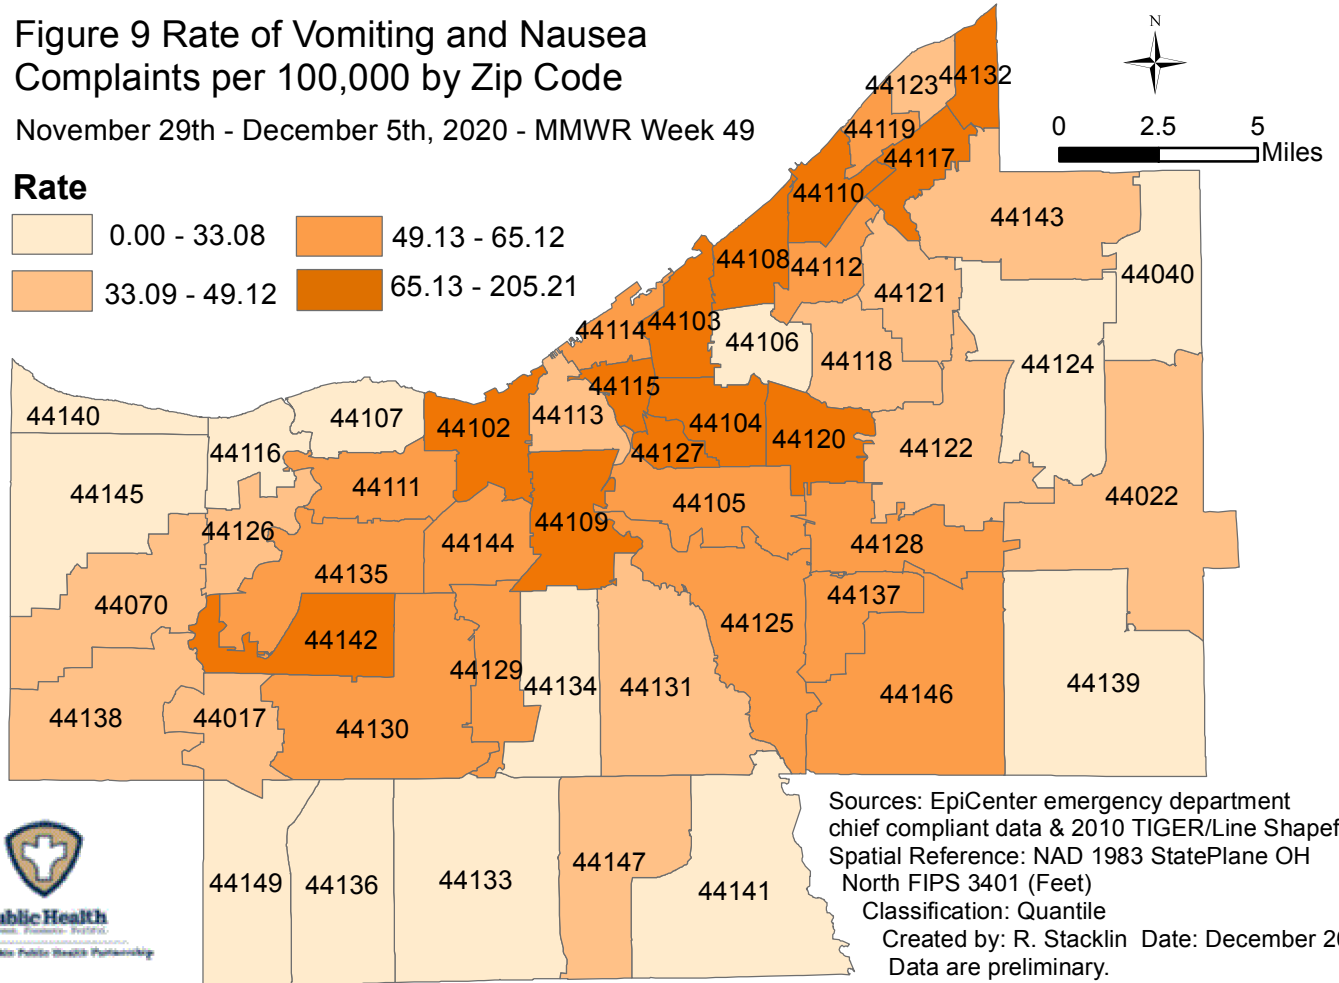 Figure 9 Rate of Vomiting and Nausea
Complaints per 100,000 by Zip Code
November 29th - December 5th, 2020 - MMWR Week 49
Rate
0.00 - 33.08
49.13 - 65.12
33.09 - 49.12
65.13 - 205.21
N
0 2.5 5
Miles
44123
44132
44119
44117
44110
44143
44108
44112
44040
44121
44114
44103
44106
44118
44124
44140
44107
44102
44113
44115
44104
44120
44116
44127
44122
44145
44111
44105
44022
44126
44109
44144
44128
44135
44070
44137
44142
44125
44129
44134
44131
44146
44139
44138
44017
44130
44149
44136
44133
44147
44141
Sources: EpiCenter emergency department
chief compliant data & 2010 TIGER/Line Shapef
Spatial Reference: NAD 1983 StatePlane OH
North FIPS 3401 (Feet)
Classification: Quantile
Created by: R. Stacklin Date: December 20
Data are preliminary.
ublic Health
Public Health Partnership